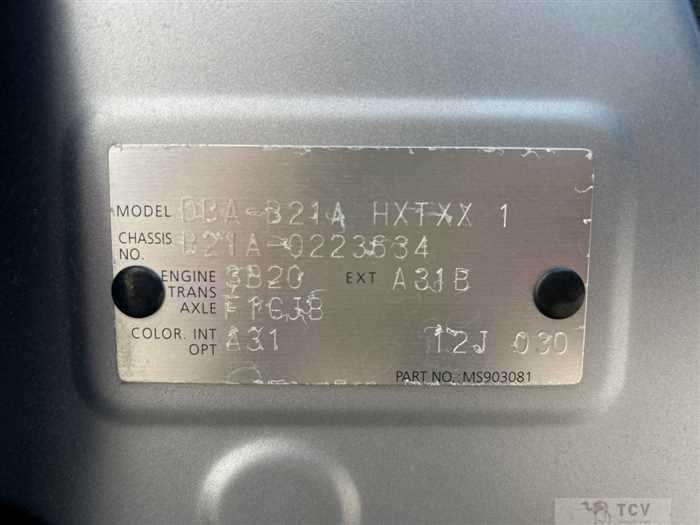 MODEL DBA-B21A HXTXX 1
CHASSIS NO. B21A-0223634
ENGINE 3B20 EXT A31B
TRANS AXLE F1CJB
COLOR. INT OPT A31 12J 030
PART NO.: MS903081
TCV